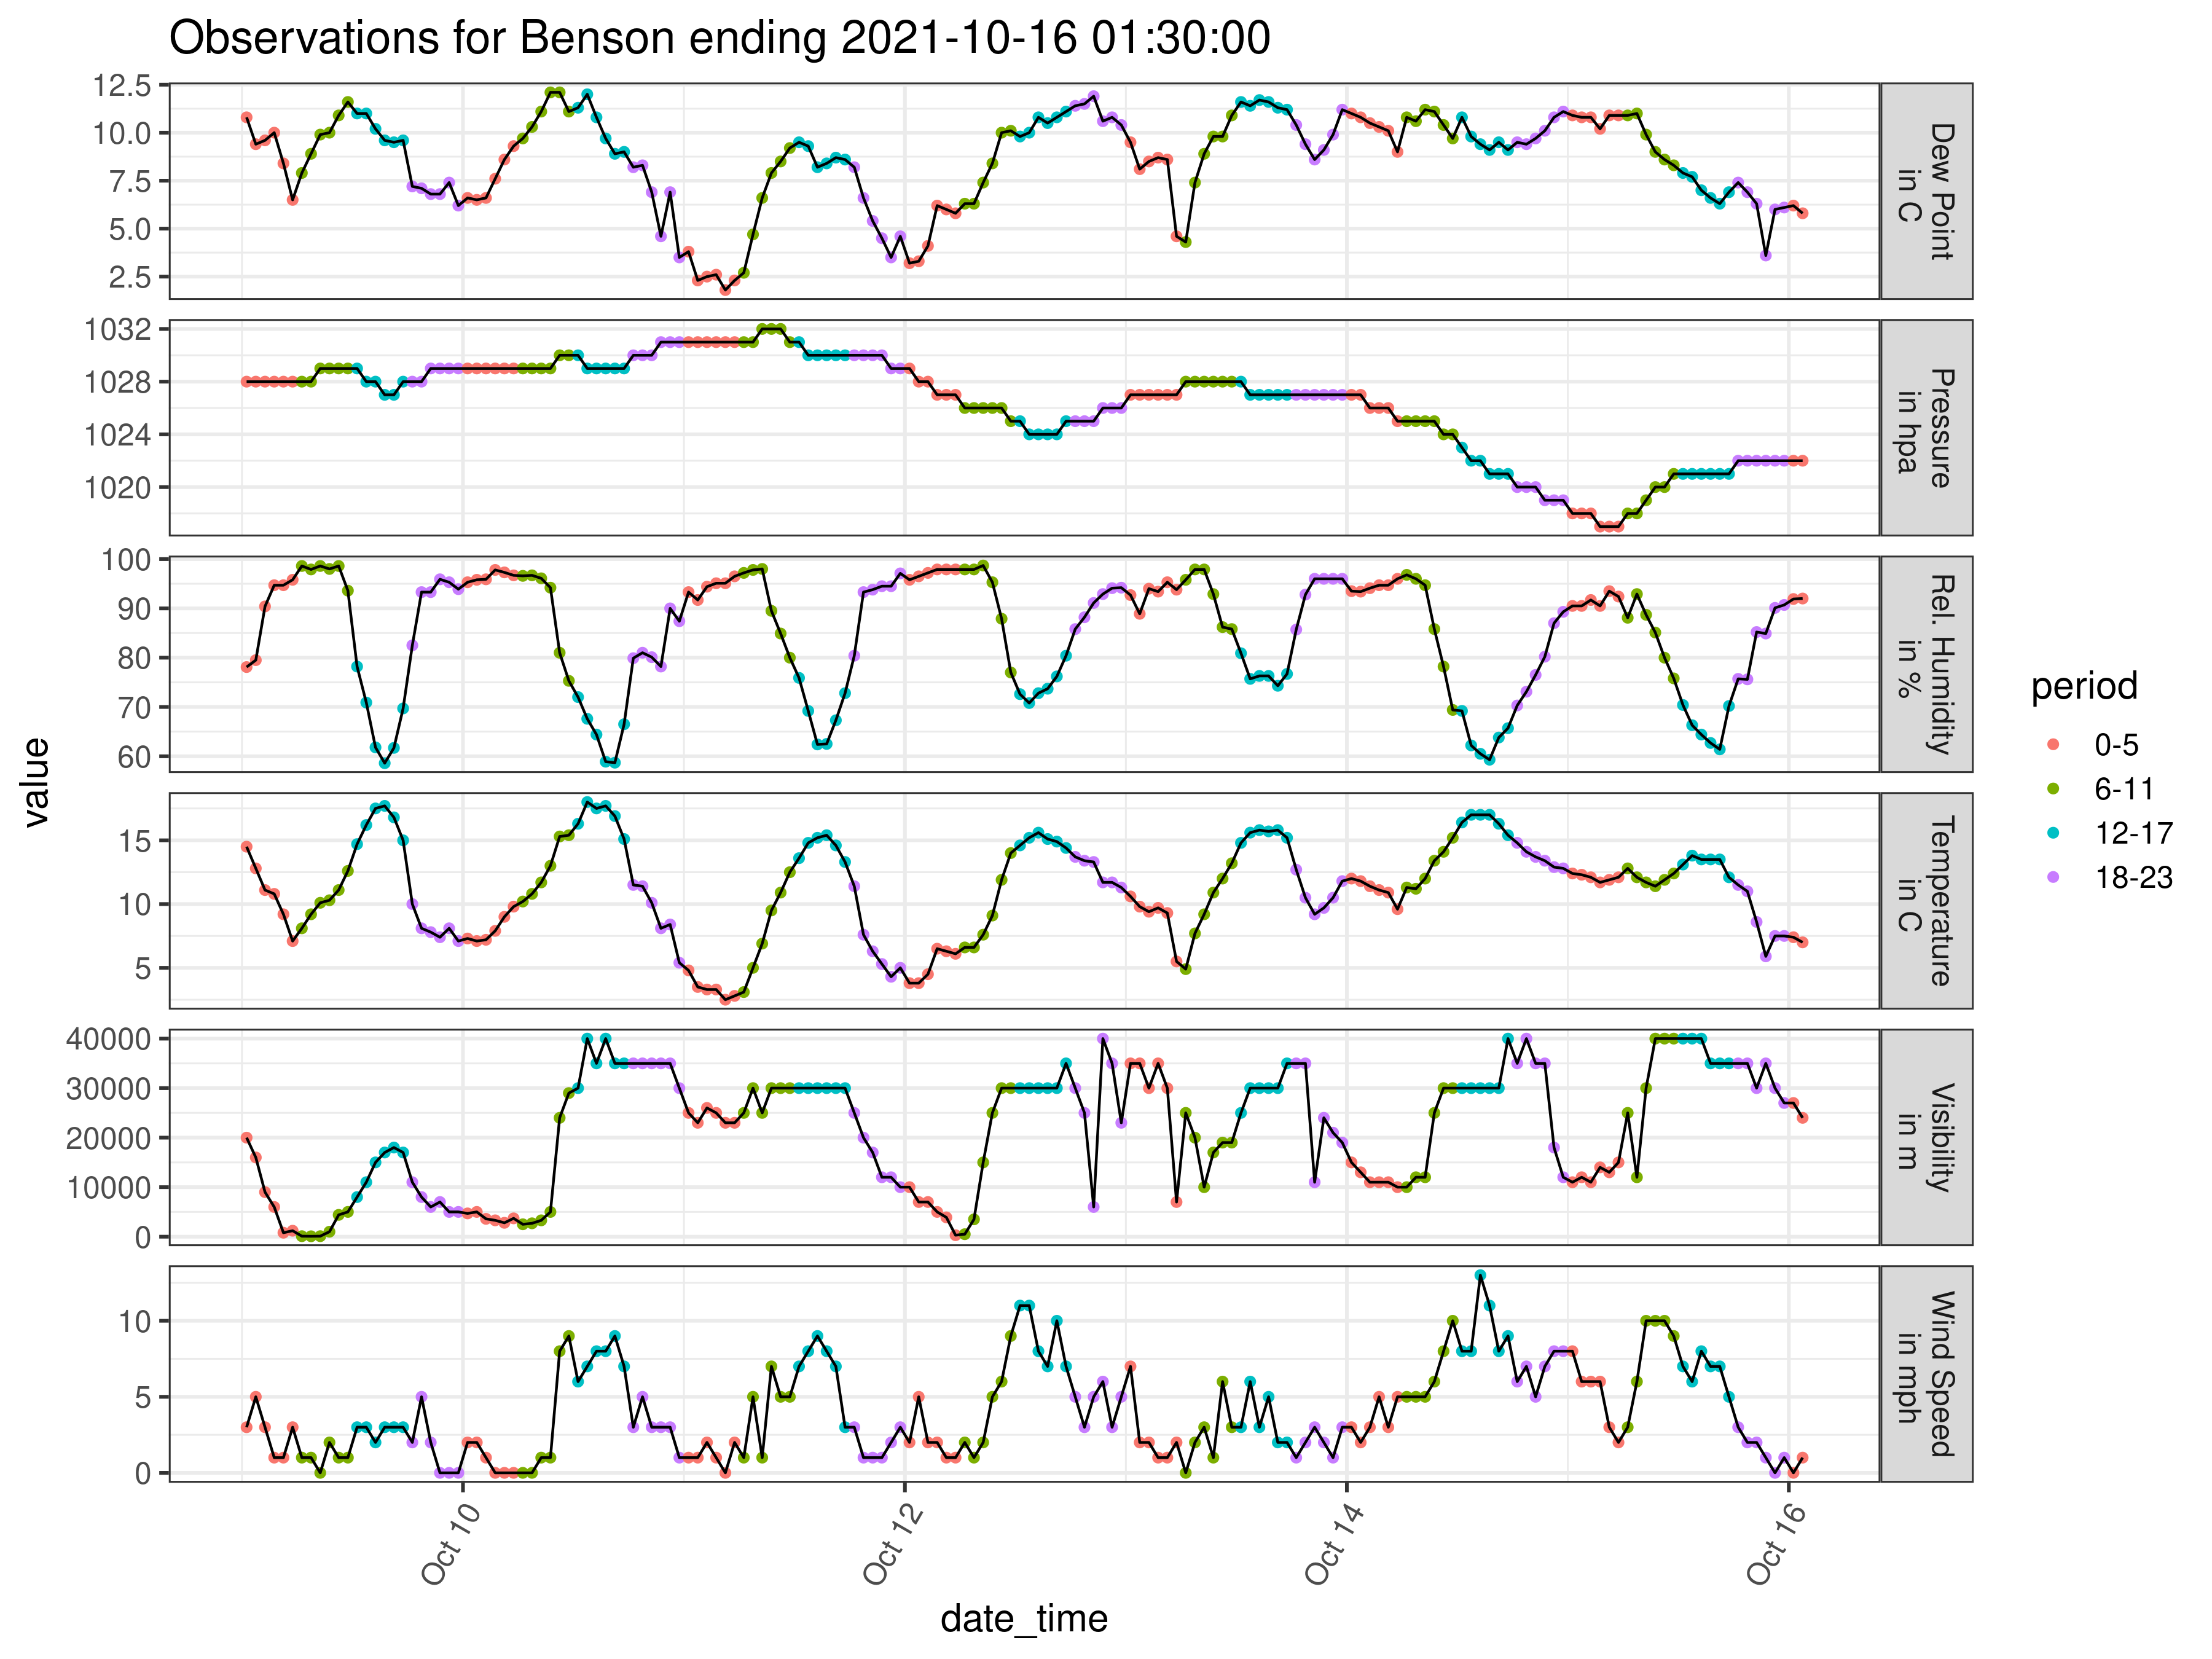 Observations for Benson ending 2021-10-16 01:30:00
value
12.5
10.0
7.5
5.0
2.5
Dew Point
in C
1032
1028
1024
1020
Pressure
in hpa
100
90
80
70
60
Rel. Humidity
in %
15
10
5
Temperature
in C
40000
30000
20000
10000
0
Visibility
in m
10
5
0
Wind Speed
in mph
Oct 10
Oct 12
Oct 14
Oct 16
date_time
period
0-5
6-11
12-17
18-23